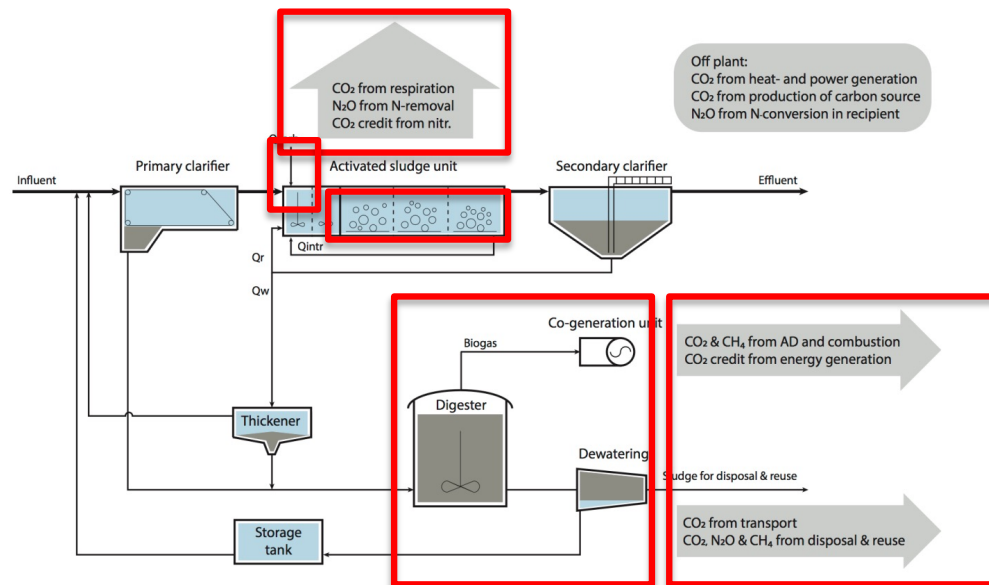 CO₂ from respiration
N2O from N-removal
CO₂ credit from nitr.
Off plant:
CO₂ from heat- and power generation
CO₂ from production of carbon source
N₂O from N-conversion in recipient
Primary clarifier
Activated sludge unit
Secondary clarifier
Influent
Effluent
Qintr
Qr
Qw
Co-generation unit
Biogas
CO₂ & CH₄ from AD and combustion
CO₂ credit from energy generation
Digester
Thickener
Dewatering
Sludge for disposal & reuse
CO₂ from transport
CO₂, N₂O & CH₄ from disposal & reuse
Storage
tank